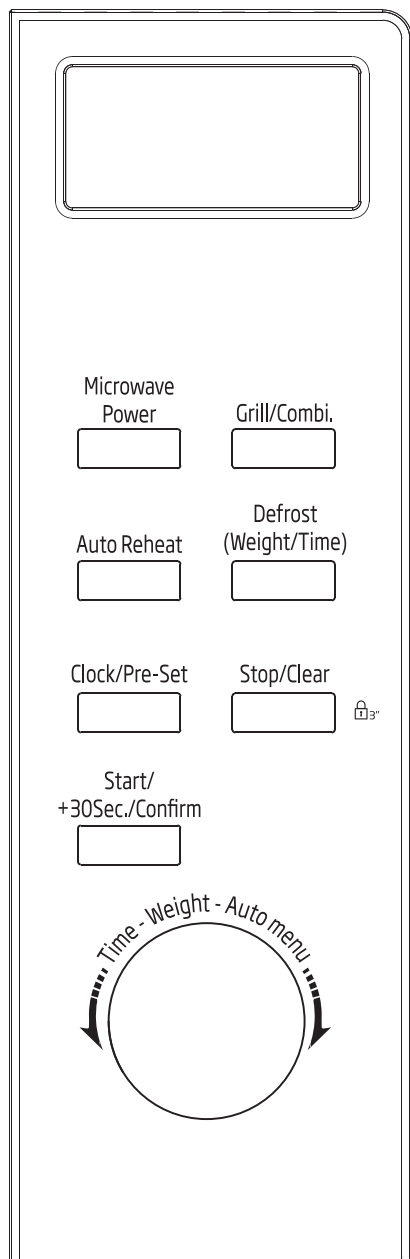 Microwave
Power
Grill/Combi.
Auto Reheat
Defrost
(Weight/Time)
Clock/Pre-Set
Stop/Clear
3"
Start/
+30Sec./Confirm
Time - Weight - Auto menu